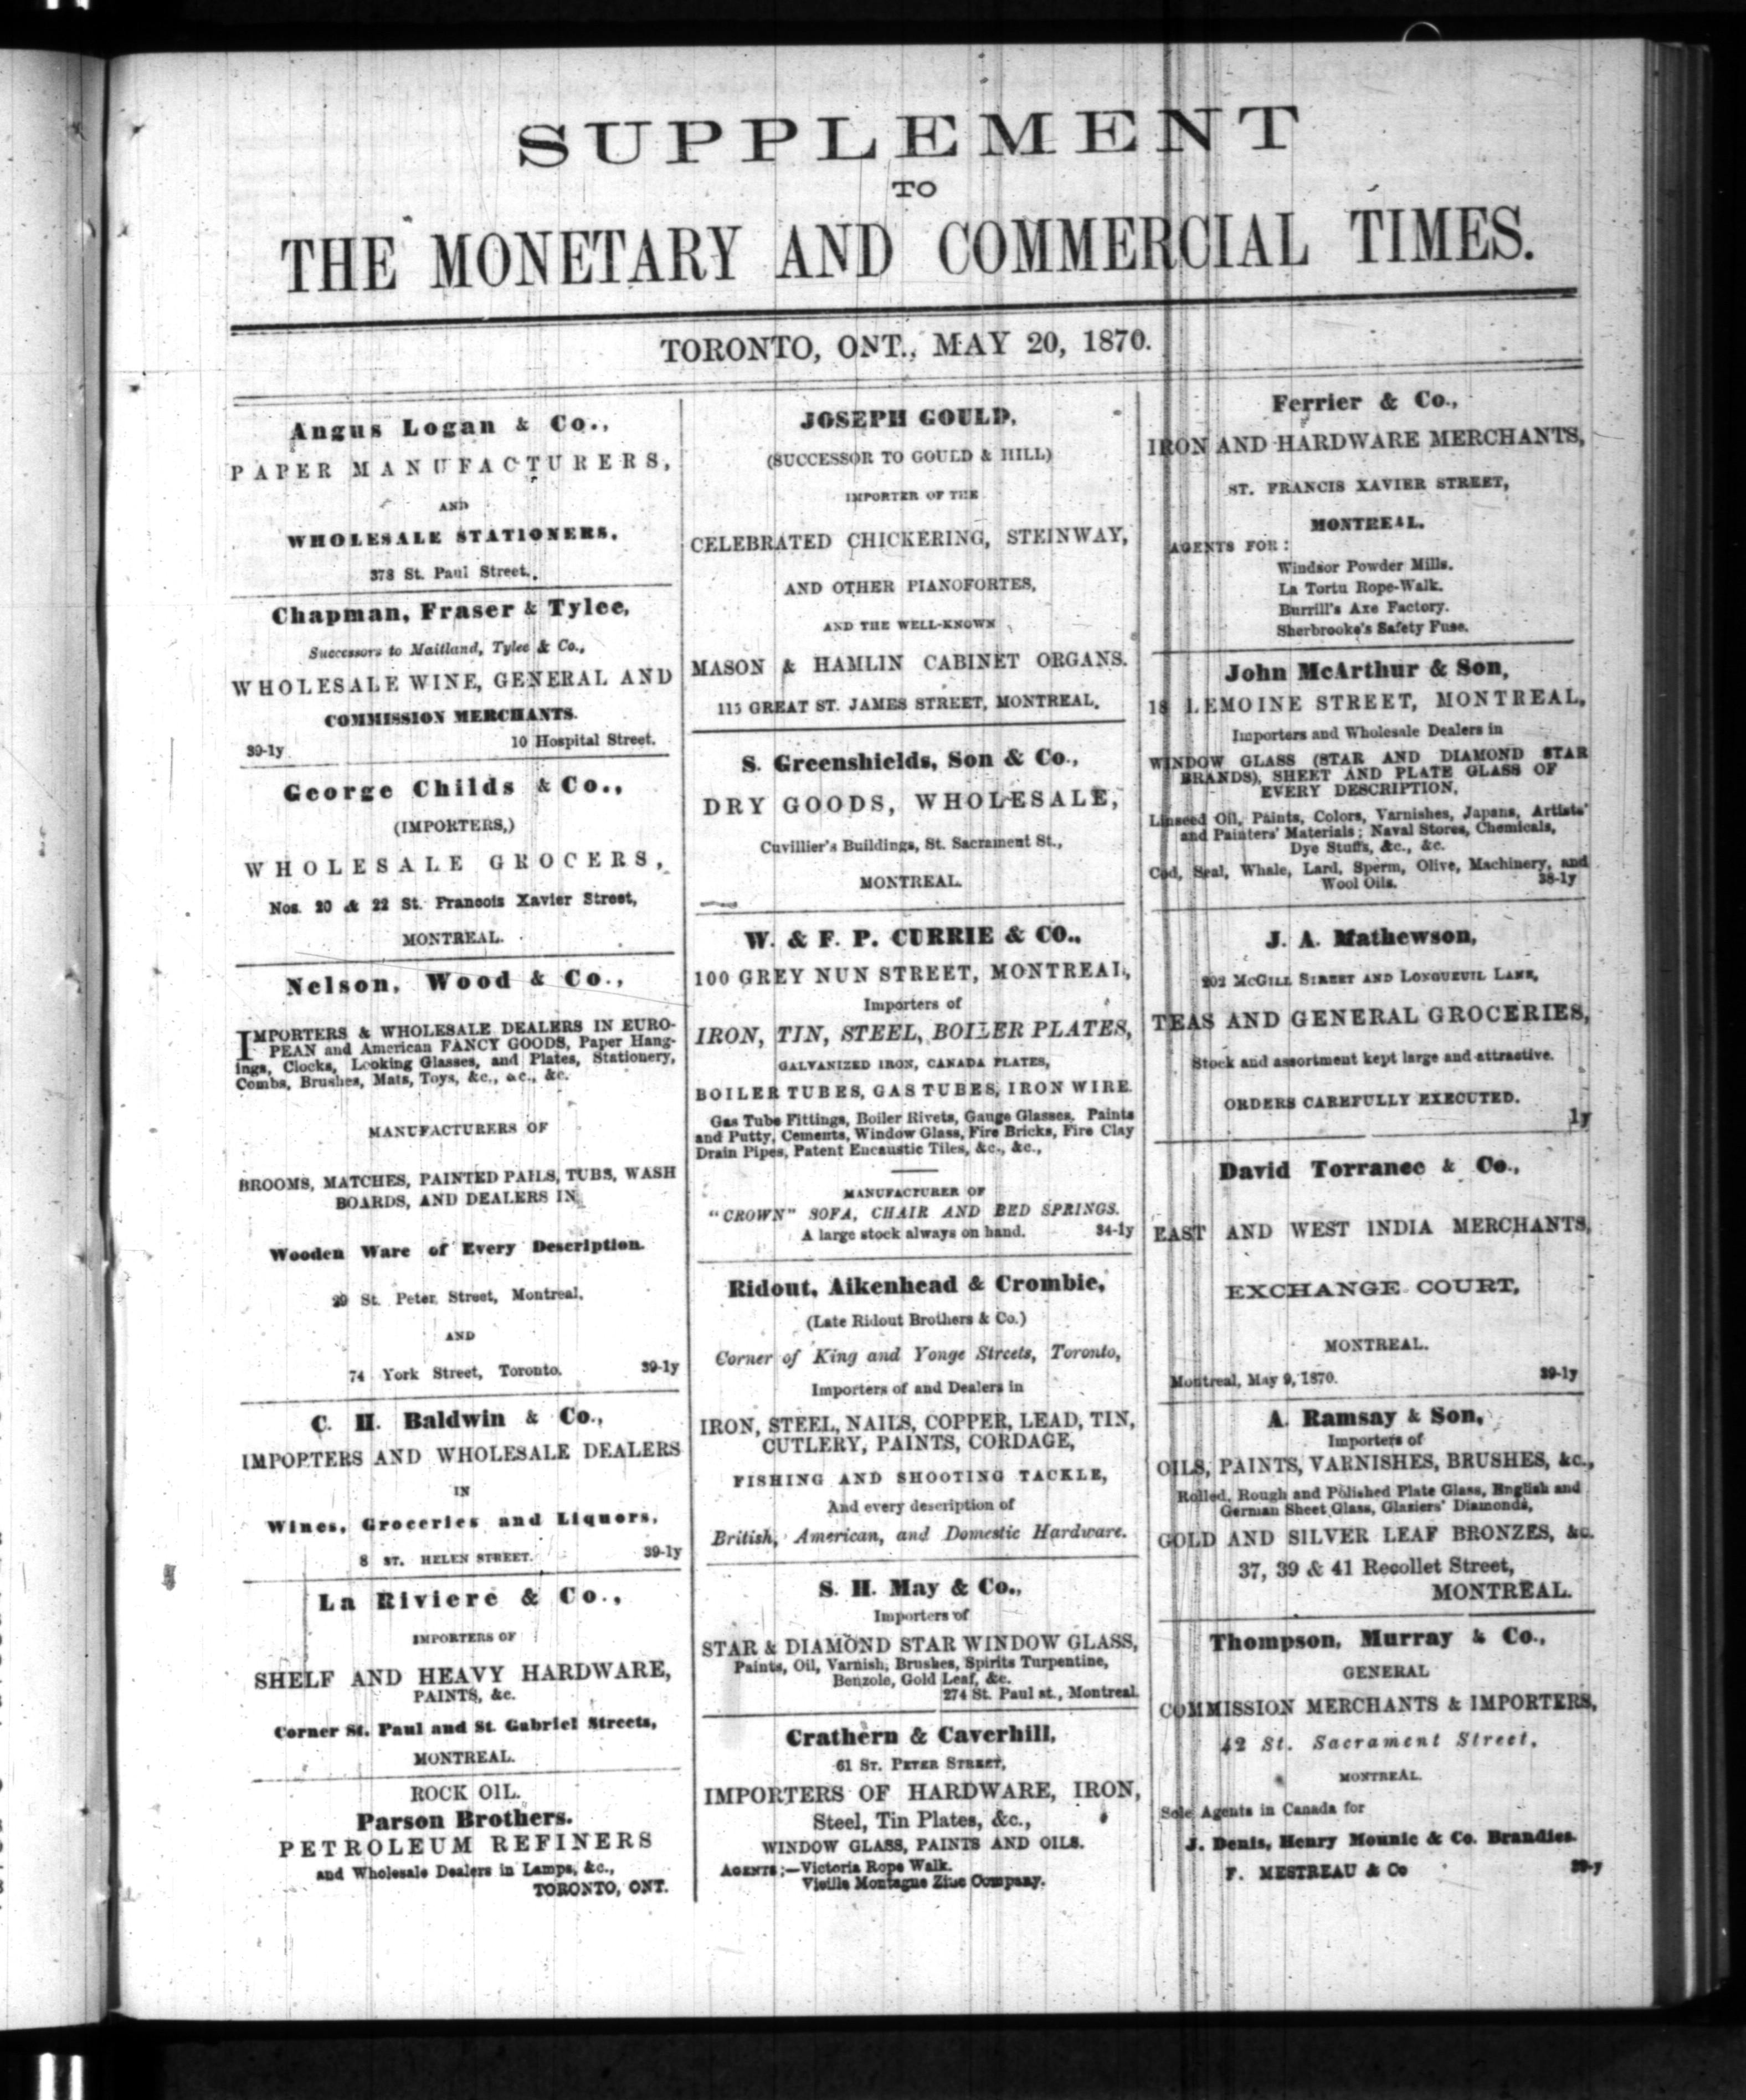 SUPPLEMENT
TO
THE MONETARY AND COMMERCIAL TIMES.
TORONTO, ONT., MAY 20, 1870.
Angus Logan & Co.,
PAPER MANUFACTURERS,
AND
WHOLESALE STATIONERS,
378 St. Paul Street.
Chapman, Fraser & Tylee,
Successors to Maitland, Tylee & Co.,
WHOLESALE WINE, GENERAL AND
COMMISSION MERCHANTS.
39-1y 10 Hospital Street.
George Childs & Co.,
(IMPORTERS,)
WHOLESALE GROCERS,
Nos. 20 & 22 St. Francois Xavier Street,
MONTREAL.
Nelson, Wood & Co.,
IMPORTERS & WHOLESALE DEALERS IN EURO-
PEAN and American FANCY GOODS, Paper Hang-
ings, Clocks, Looking Glasses, and Plates, Stationery,
Combs, Brushes, Mats, Toys, &c., &c., &c.
MANUFACTURERS OF
BROOMS, MATCHES, PAINTED PAILS, TUBS, WASH
BOARDS, AND DEALERS IN
Wooden Ware of Every Description.
29 St. Peter Street, Montreal.
AND
74 York Street, Toronto. 39-1y
C. H. Baldwin & Co.,
IMPORTERS AND WHOLESALE DEALERS
IN
Wines, Groceries and Liquors,
8 ST. HELEN STREET. 39-1y
La Riviere & Co.,
IMPORTERS OF
SHELF AND HEAVY HARDWARE,
PAINTS, &c.
Corner St. Paul and St. Gabriel Streets,
MONTREAL.
ROCK OIL.
Parson Brothers.
PETROLEUM REFINERS
and Wholesale Dealers in Lamps, &c.,
TORONTO, ONT.
JOSEPH GOULD,
(SUCCESSOR TO GOULD & HILL)
IMPORTER OF THE
CELEBRATED CHICKERING, STEINWAY,
AND OTHER PIANOFORTES,
AND THE WELL-KNOWN
MASON & HAMLIN CABINET ORGANS.
115 GREAT ST. JAMES STREET, MONTREAL.
S. Greenshields, Son & Co.,
DRY GOODS, WHOLESALE,
Cuvillier's Buildings, St. Sacrament St.,
MONTREAL.
W. & F. P. CURRIE & CO.,
100 GREY NUN STREET, MONTREAL,
Importers of
IRON, TIN, STEEL, BOILER PLATES,
GALVANIZED IRON, CANADA PLATES,
BOILER TUBES, GAS TUBES, IRON WIRE.
Gas Tube Fittings, Boiler Rivets, Gauge Glasses, Paints
and Putty, Cements, Window Glass, Fire Bricks, Fire Clay
Drain Pipes, Patent Encaustic Tiles, &c., &c.,
MANUFACTURER OF
"CROWN" SOFA, CHAIR AND BED SPRINGS.
A large stock always on hand. 34-1y
Ridout, Aikenhead & Crombie,
(Late Ridout Brothers & Co.)
Corner of King and Yonge Streets, Toronto,
Importers of and Dealers in
IRON, STEEL, NAILS, COPPER, LEAD, TIN,
CUTLERY, PAINTS, CORDAGE,
FISHING AND SHOOTING TACKLE,
And every description of
British, American, and Domestic Hardware.
S. H. May & Co.,
Importers of
STAR & DIAMOND STAR WINDOW GLASS,
Paints, Oil, Varnish, Brushes, Spirits Turpentine,
Benzole, Gold Leaf, &c.
274 St. Paul st., Montreal.
Crathern & Caverhill,
61 ST. PETER STREET,
IMPORTERS OF HARDWARE, IRON,
Steel, Tin Plates, &c.,
WINDOW GLASS, PAINTS AND OILS.
AGENTS:—Victoria Rope Walk.
Vieille Montagne Zinc Company.
Ferrier & Co.,
IRON AND HARDWARE MERCHANTS,
ST. FRANCIS XAVIER STREET,
MONTREAL.
AGENTS FOR:
Windsor Powder Mills.
La Tortu Rope-Walk.
Burrill's Axe Factory.
Sherbrooke's Safety Fuse.
John McArthur & Son,
18 LEMOINE STREET, MONTREAL,
Importers and Wholesale Dealers in
WINDOW GLASS (STAR AND DIAMOND STAR
BRANDS), SHEET AND PLATE GLASS OF
EVERY DESCRIPTION,
Linseed Oil, Paints, Colors, Varnishes, Japans, Artists'
and Painters' Materials; Naval Stores, Chemicals,
Dye Stuffs, &c., &c.
Cod, Seal, Whale, Lard, Sperm, Olive, Machinery, and
Wool Oils. 38-1y
J. A. Mathewson,
202 MCGILL STREET AND LONGUEUIL LANE,
TEAS AND GENERAL GROCERIES,
Stock and assortment kept large and attractive.
ORDERS CAREFULLY EXECUTED.
1y
David Torrance & Co.,
EAST AND WEST INDIA MERCHANTS,
EXCHANGE COURT,
MONTREAL.
Montreal, May 9, 1870. 39-1y
A. Ramsay & Son,
Importers of
OILS, PAINTS, VARNISHES, BRUSHES, &c.,
Rolled, Rough and Polished Plate Glass, English and
German Sheet Glass, Glaziers' Diamonds,
GOLD AND SILVER LEAF BRONZES, &c.
37, 39 & 41 Recollet Street,
MONTREAL.
Thompson, Murray & Co.,
GENERAL
COMMISSION MERCHANTS & IMPORTERS,
42 St. Sacrament Street,
MONTREAL.
Sole Agents in Canada for
J. Denis, Henry Mounie & Co. Brandies.
F. MESTREAU & Co 39-y